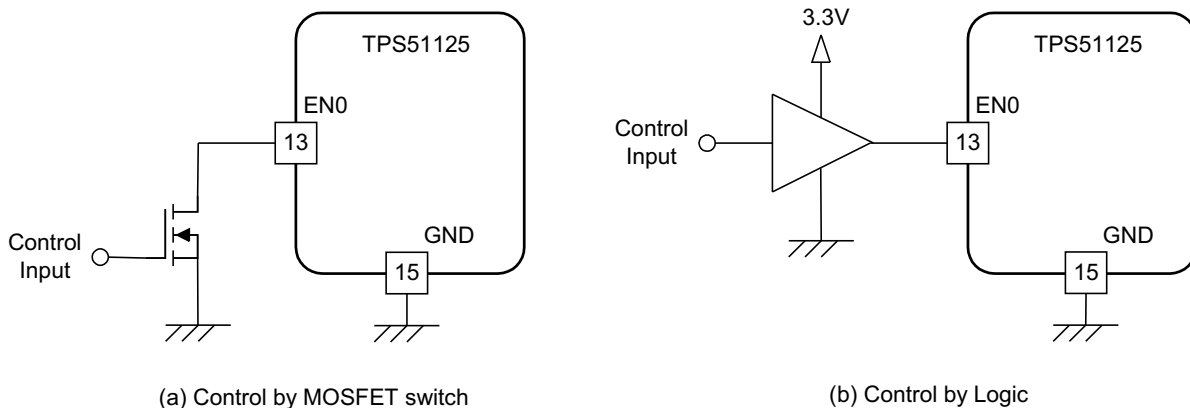 TPS51125
EN0
13
Control
Input
GND
15
(a) Control by MOSFET switch
3.3V
TPS51125
EN0
Control
Input
13
GND
15
(b) Control by Logic